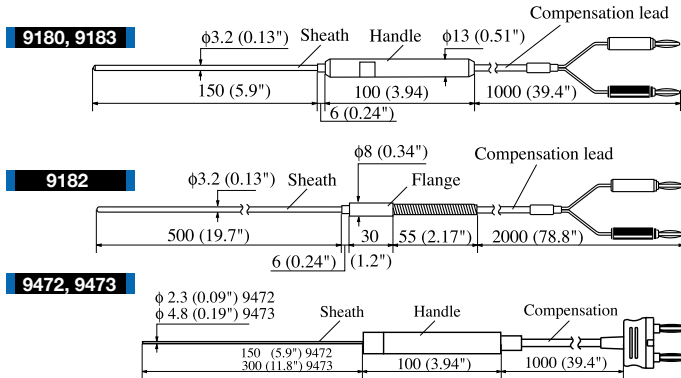 9180, 9183
ϕ3.2 (0.13") Sheath Handle ϕ13 (0.51") Compensation lead
150 (5.9") 100 (3.94) 1000 (39.4")
6 (0.24")
9182
ϕ3.2 (0.13") Sheath ϕ8 (0.34") Flange Compensation lead
500 (19.7") 30 55 (2.17") 2000 (78.8")
6 (0.24") (1.2")
9472, 9473
ϕ 2.3 (0.09") 9472
ϕ 4.8 (0.19") 9473
Sheath Handle Compensation
150 (5.9") 9472
300 (11.8") 9473
100 (3.94") 1000 (39.4")